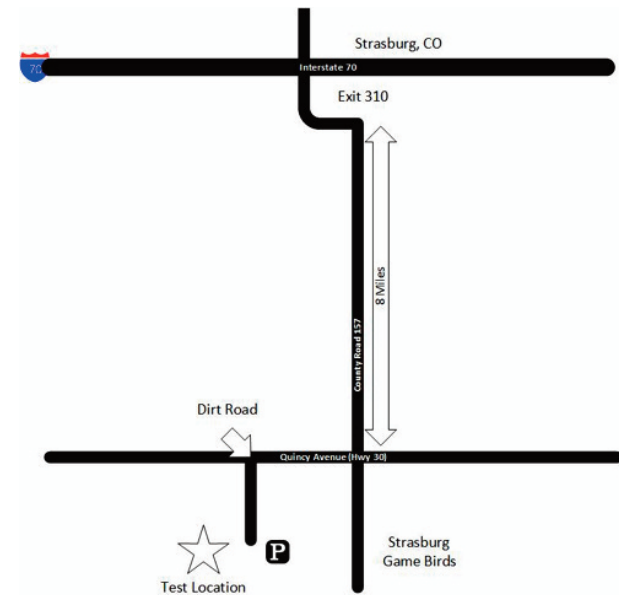 Strasburg, CO
70
Interstate 70
Exit 310
8 Miles
County Road 157
Dirt Road
Quincy Avenue (Hwy 30)
P
Strasburg
Game Birds
Test Location